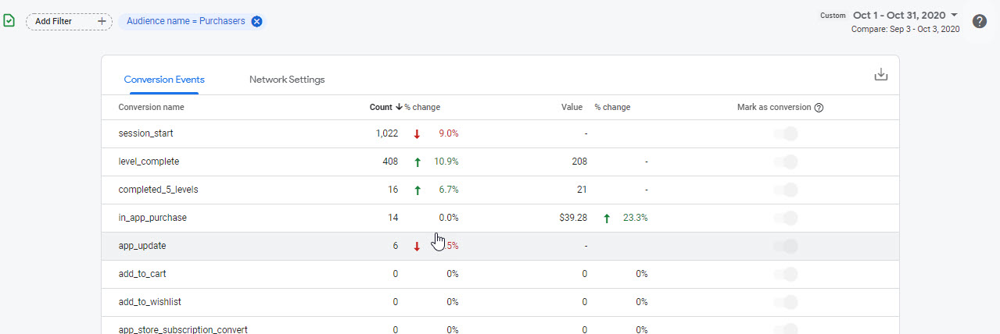 Add Filter +
Audience name = Purchasers
Custom Oct 1 - Oct 31, 2020
Compare: Sep 3 - Oct 3, 2020
Conversion Events Network Settings
Conversion name Count % change Value % change Mark as conversion
session_start 1,022 9.0% -
level_complete 408 10.9% 208 -
completed_5_levels 16 6.7% 21 -
in_app_purchase 14 0.0% $39.28 23.3%
app_update 6 -
add_to_cart 0 0% 0 0%
add_to_wishlist 0 0% 0 0%
app_store_subscription_convert 0 0% 0 0%